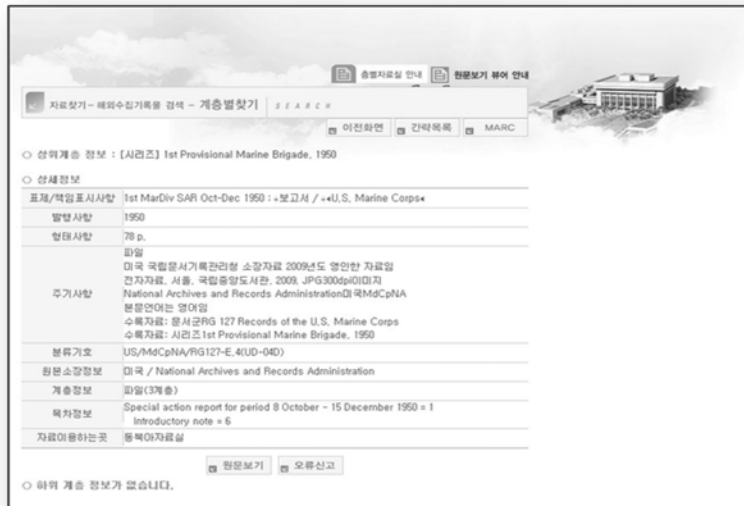 층별자료실 안내 원문보기 뷰어 안내
자료찾기 - 해외수집기록물 검색 - 계층별찾기 SEARCH
이전화면 간략목록 MARC
○ 상위계층 정보 : [시리즈] 1st Provisional Marine Brigade, 1950
○ 상세정보
표제/책임표시사항 1st MarDiv SAR Oct-Dec 1950 : +보고서 / +◂U.S. Marine Corps◂
발행사항 1950
형태사항 78 p.
주기사항 파일
미국 국립문서기록관리청 소장자료 2009년도 영인한 자료임
전자자료, 서울, 국립중앙도서관, 2009, JPG300dpi이미지
National Archives and Records Administration미국MdCpNA
본문언어는 영어임
수록자료: 문서군RG 127 Records of the U.S. Marine Corps
수록자료: 시리즈1st Provisional Marine Brigade, 1950
분류기호 US/MdCpNA/RG127-E.4(UD-04D)
원본소장정보 미국 / National Archives and Records Administration
계층정보 파일(3계층)
목차정보 Special action report for period 8 October - 15 December 1950 = 1
Introductory note = 6
자료이용하는곳 동북아자료실
원문보기 오류신고
○ 하위 계층 정보가 없습니다.